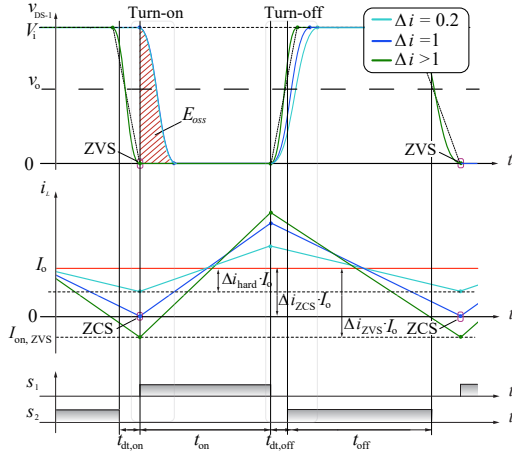 v_DS-1
Turn-on
Turn-off
V_i
Δi = 0.2
Δi = 1
Δi > 1
v_o
E_oss
ZVS
ZVS
0
t
i_L
I_o
Δi_hard·I_o
Δi_ZCS·I_o
0
t
ZCS
Δi_ZVS·I_o
ZCS
I_on, ZVS
s_1
t
s_2
t
t_dt,on
t_on
t_dt,off
t_off